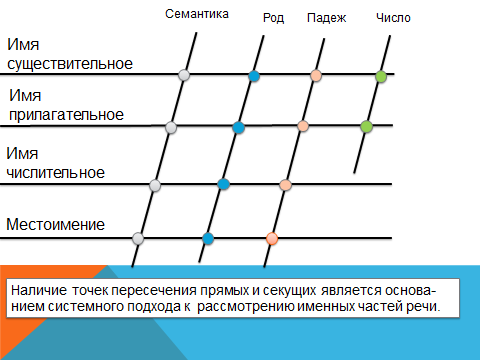 Семантика Род Падеж Число
Имя
существительное
Имя
прилагательное
Имя
числительное
Местоимение
Наличие точек пересечения прямых и секущих является основа-
нием системного подхода к рассмотрению именных частей речи.